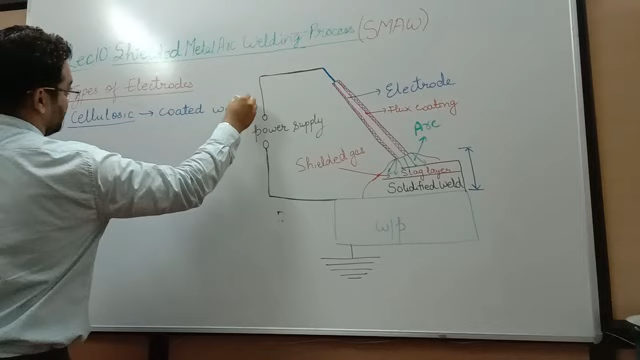 Lec10 Shielded Metal Arc Welding Process (SMAW)
Types of Electrodes
Cellulosic → coated w
power supply
Electrode
Flux coating
Arc
Shielded gas
Slag layer
Solidified weld
w/p